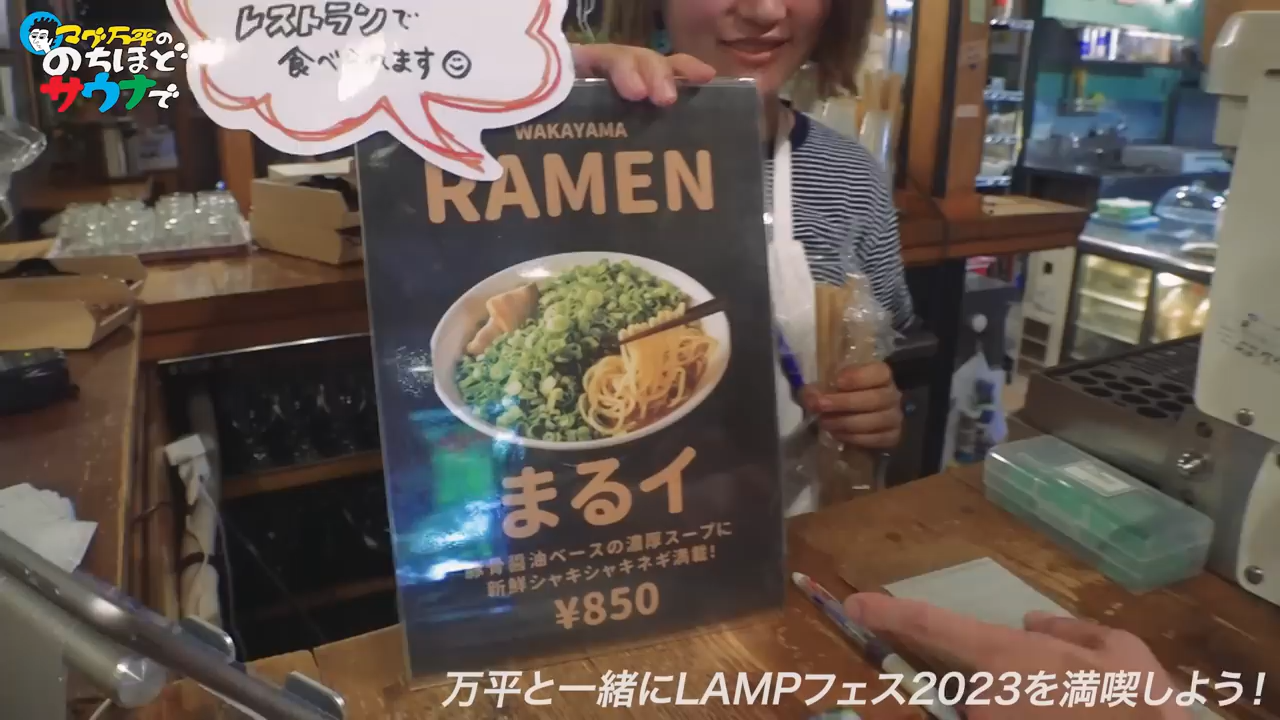 マグ万平の
のちほど
サウナで
レストランで
食べられます
WAKAYAMA
RAMEN
まるイ
豚骨醤油ベースの濃厚スープに
新鮮シャキシャキネギ満載!
¥850
万平と一緒にLAMPフェス2023を満喫しよう!